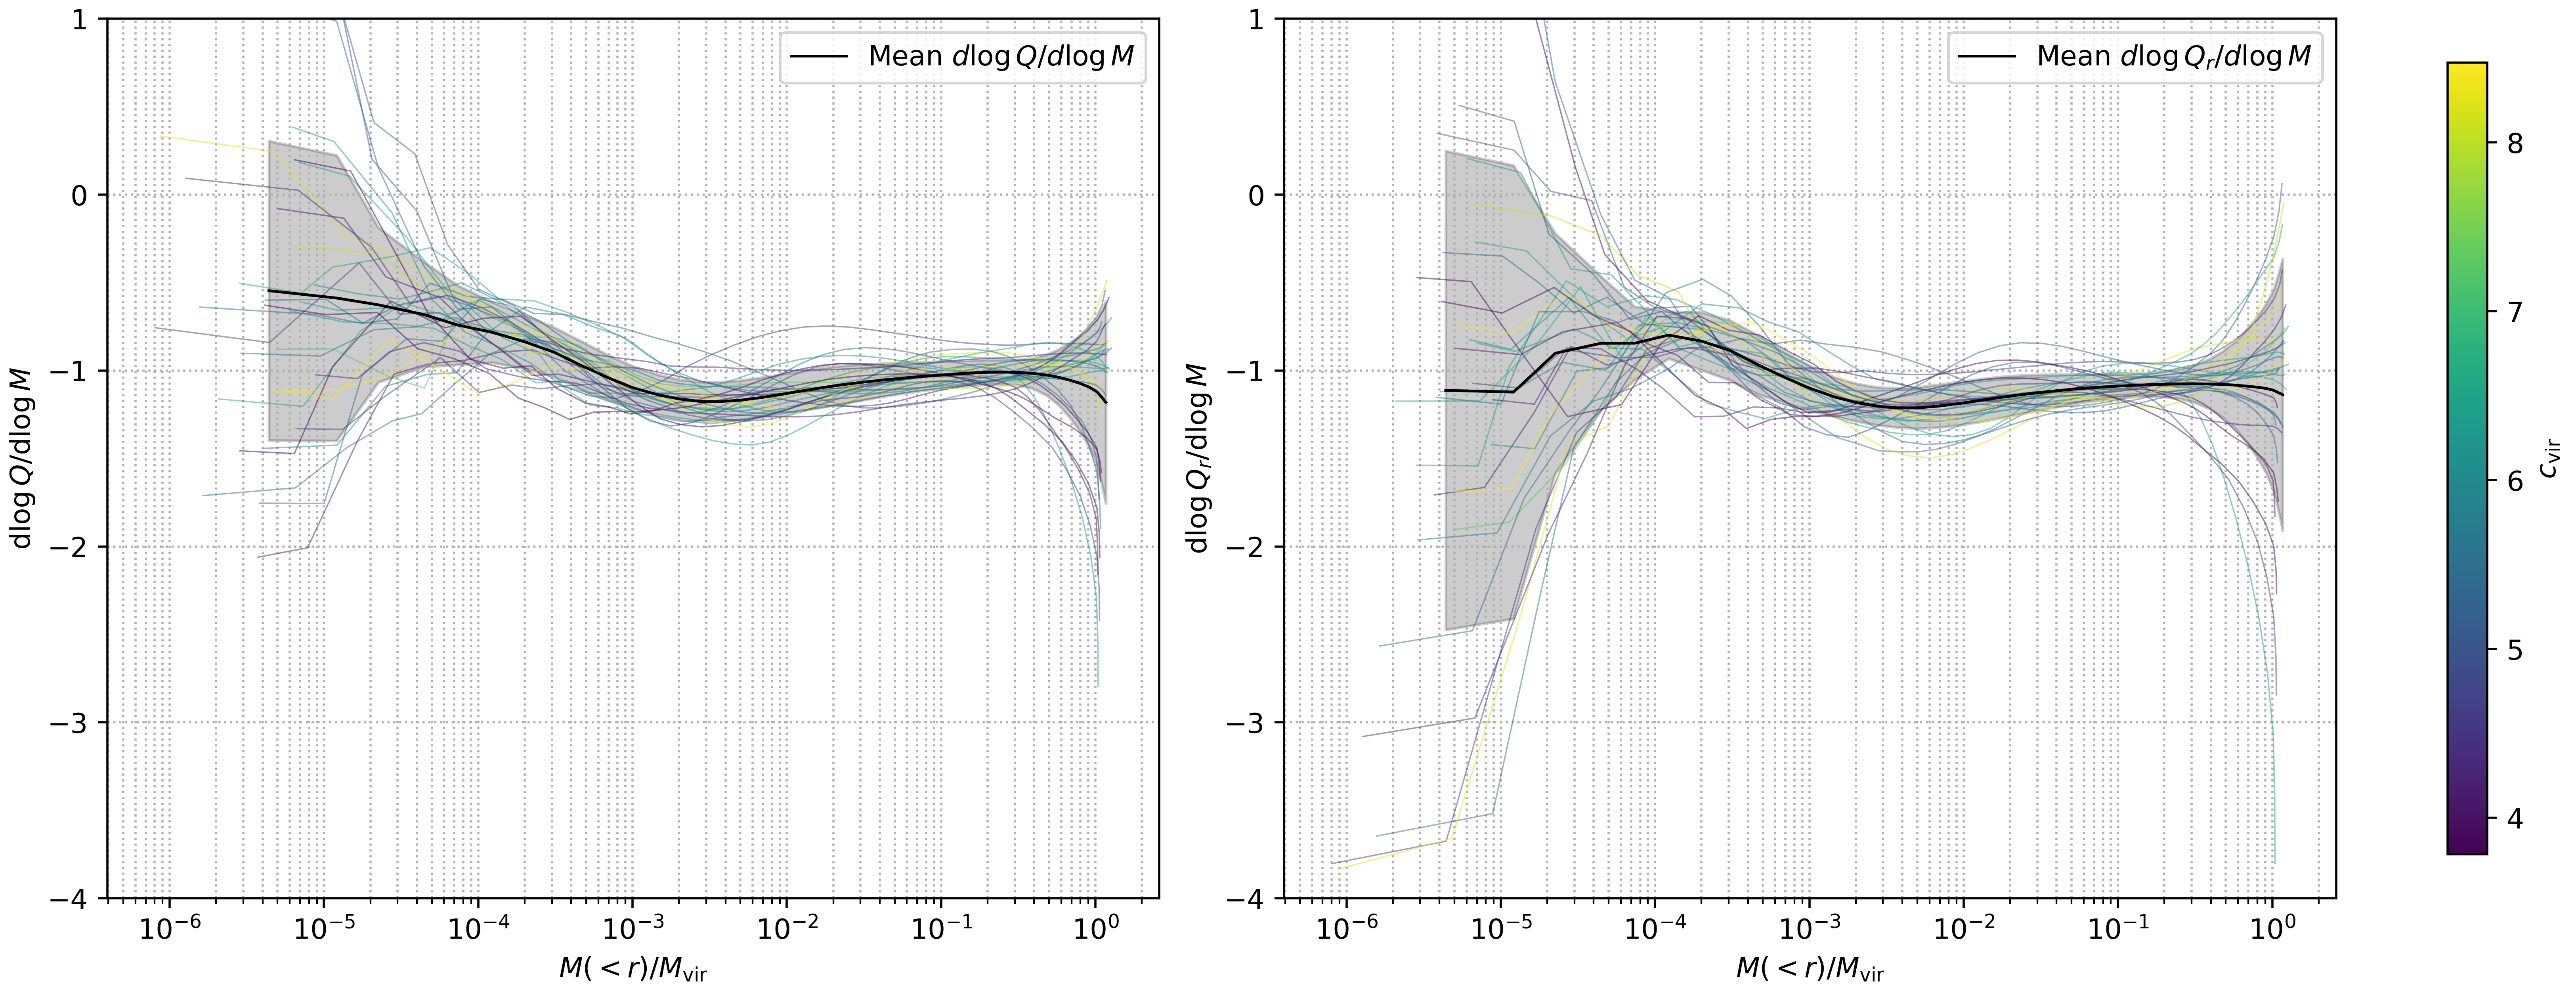 1
0
−1
−2
−3
−4
dlog Q/dlog M
Mean dlog Q/dlog M
10⁻⁶ 10⁻⁵ 10⁻⁴ 10⁻³ 10⁻² 10⁻¹ 10⁰
M(< r)/M_vir
1
0
−1
−2
−3
−4
dlog Q_r/dlog M
Mean dlog Q_r/dlog M
10⁻⁶ 10⁻⁵ 10⁻⁴ 10⁻³ 10⁻² 10⁻¹ 10⁰
M(< r)/M_vir
8
7
6
5
4
c_vir